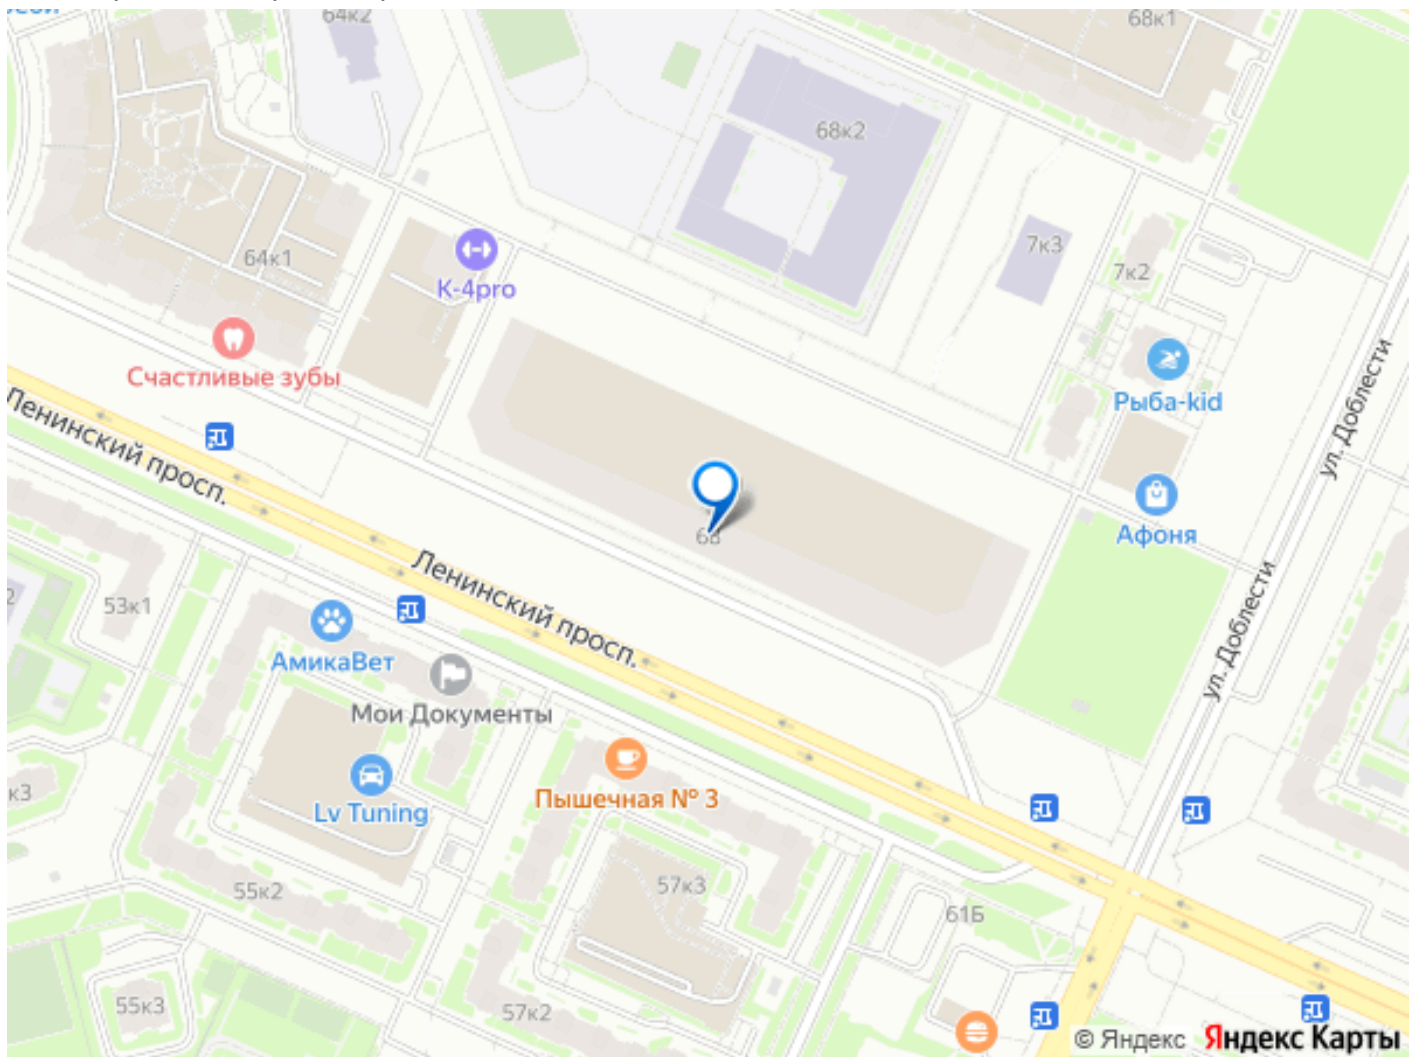 64к2
68к1
68к2
7к3
7к2
64к1
K-4pro
Счастливые зубы
Рыба-kid
ул. Доблести
Ленинский просп.
Афоня
Ленинский просп.
53к1
АмикаВет
ул. Доблести
Мои Документы
к3
Lv Tuning
Пышечная № 3
55к2
57к3
61Б
55к3
57к2
© Яндекс Яндекс Карты